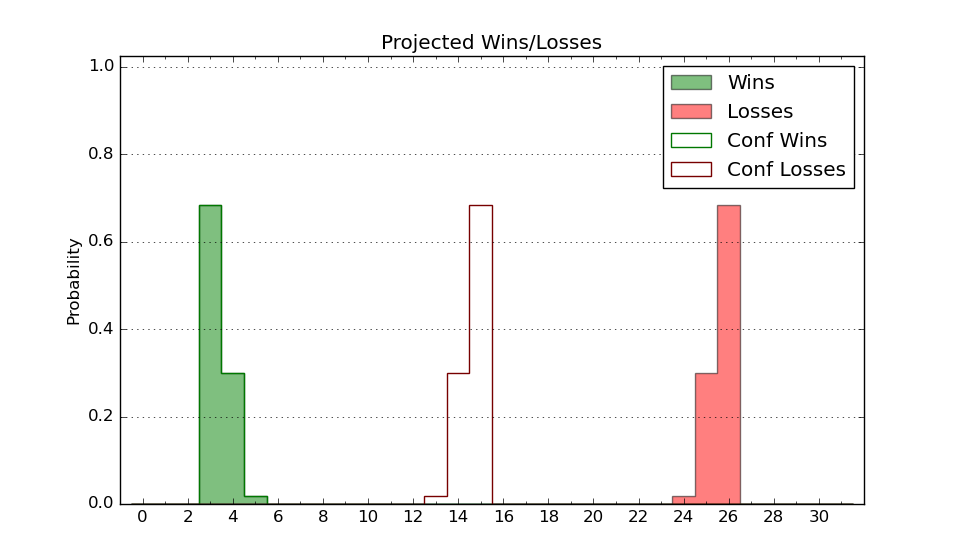 Projected Wins/Losses
1.0
0.8
0.6
0.4
0.2
0.0
Probability
Wins
Losses
Conf Wins
Conf Losses
0 2 4 6 8 10 12 14 16 18 20 22 24 26 28 30